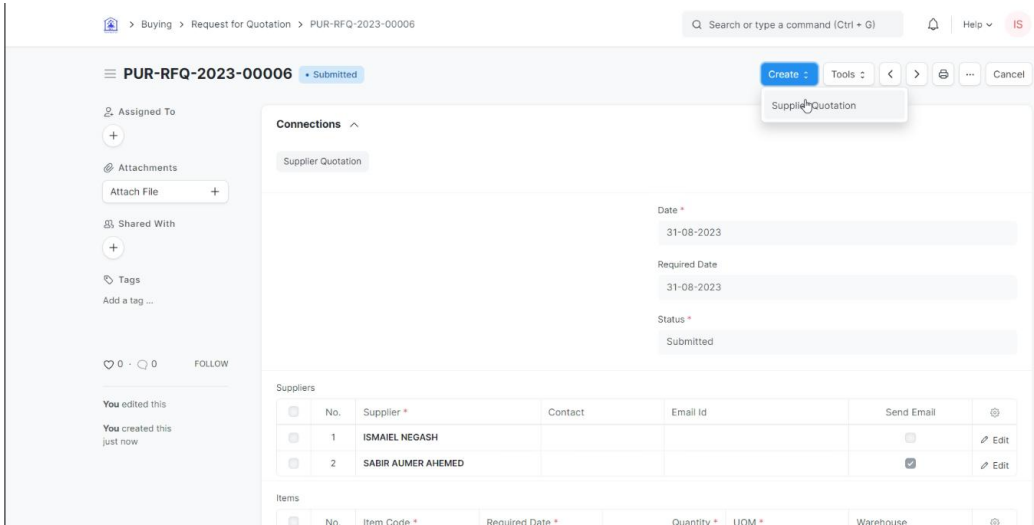 > Buying > Request for Quotation > PUR-RFQ-2023-00006
Search or type a command (Ctrl + G)
Help
IS
PUR-RFQ-2023-00006
• Submitted
Create
Tools
Cancel
Supplier Quotation
Assigned To
Attachments
Attach File +
Shared With
Tags
Add a tag ...
0 · 0 FOLLOW
You edited this
You created this
just now
Connections
Supplier Quotation
Date *
31-08-2023
Required Date
31-08-2023
Status *
Submitted
Suppliers
No. Supplier * Contact Email Id Send Email
1 ISMAIEL NEGASH Edit
2 SABIR AUMER AHEMED Edit
Items
No. Item Code * Required Date * Quantity * UOM * Warehouse